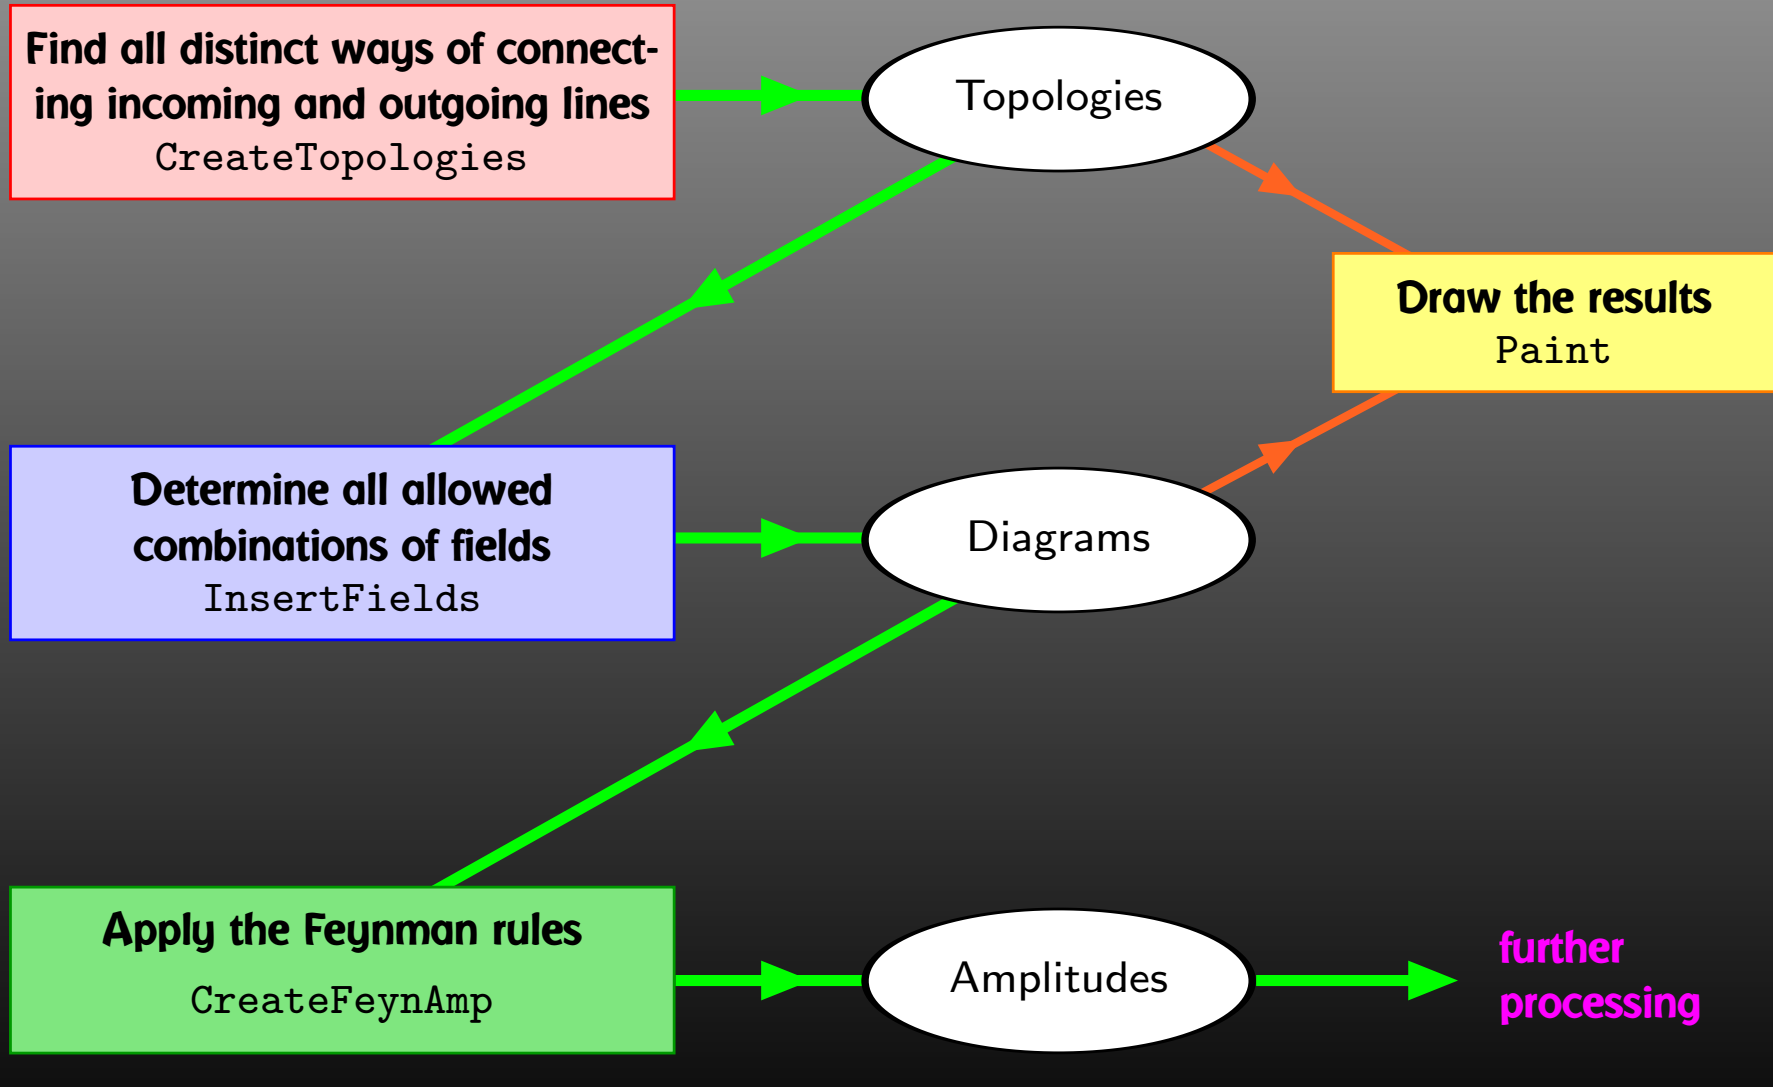 Find all distinct ways of connect-
ing incoming and outgoing lines
CreateTopologies
Topologies
Draw the results
Paint
Determine all allowed
combinations of fields
InsertFields
Diagrams
Apply the Feynman rules
CreateFeynAmp
Amplitudes
further
processing